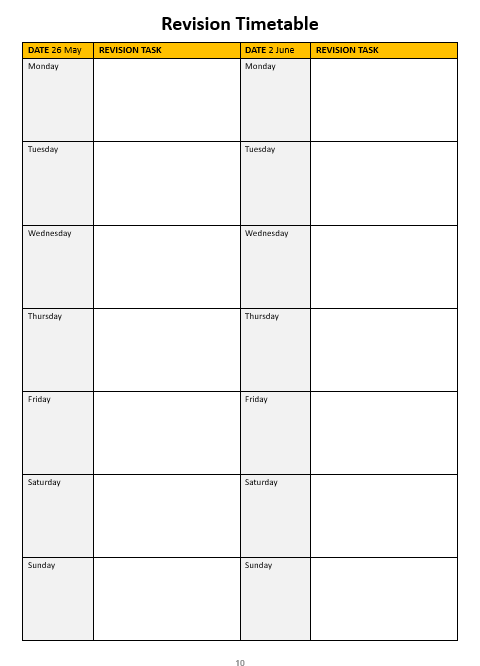 Revision Timetable
DATE 26 May REVISION TASK DATE 2 June REVISION TASK
Monday Monday
Tuesday Tuesday
Wednesday Wednesday
Thursday Thursday
Friday Friday
Saturday Saturday
Sunday Sunday
10